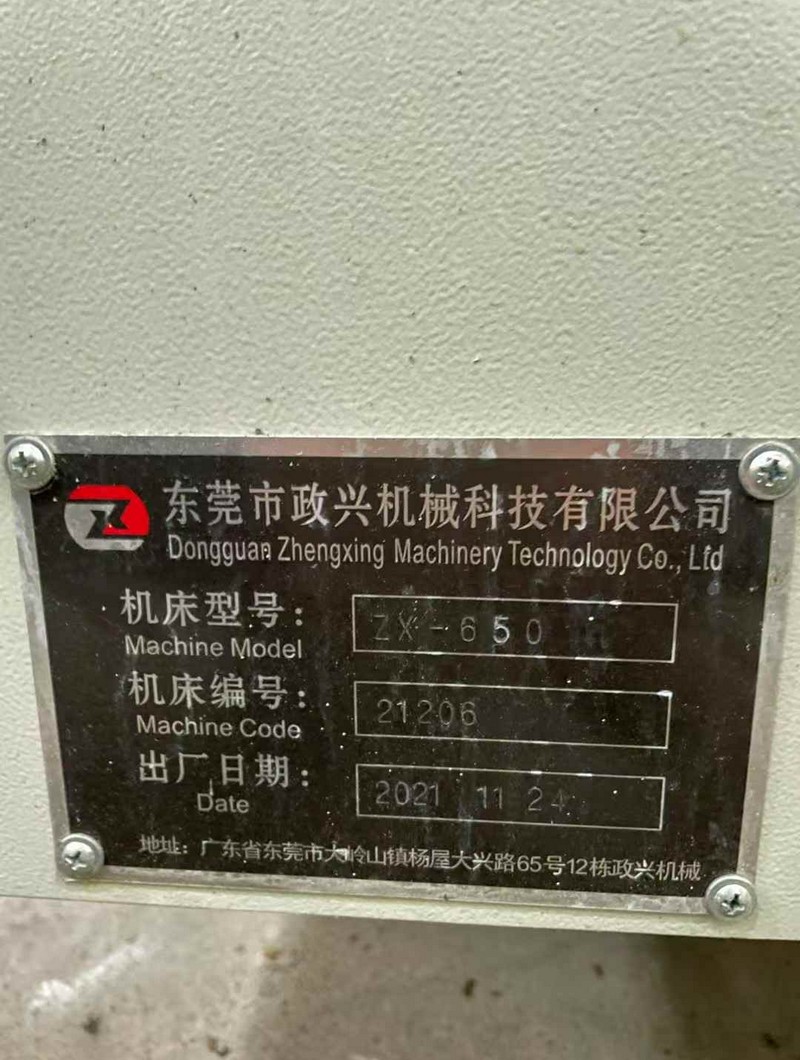 东莞市政兴机械科技有限公司
Dongguan Zhengxing Machinery Technology Co., Ltd
机床型号: ZX-650
Machine Model
机床编号: 21206
Machine Code
出厂日期: 2021 11 24
Date
地址: 广东省东莞市大岭山镇杨屋大兴路65号12栋政兴机械